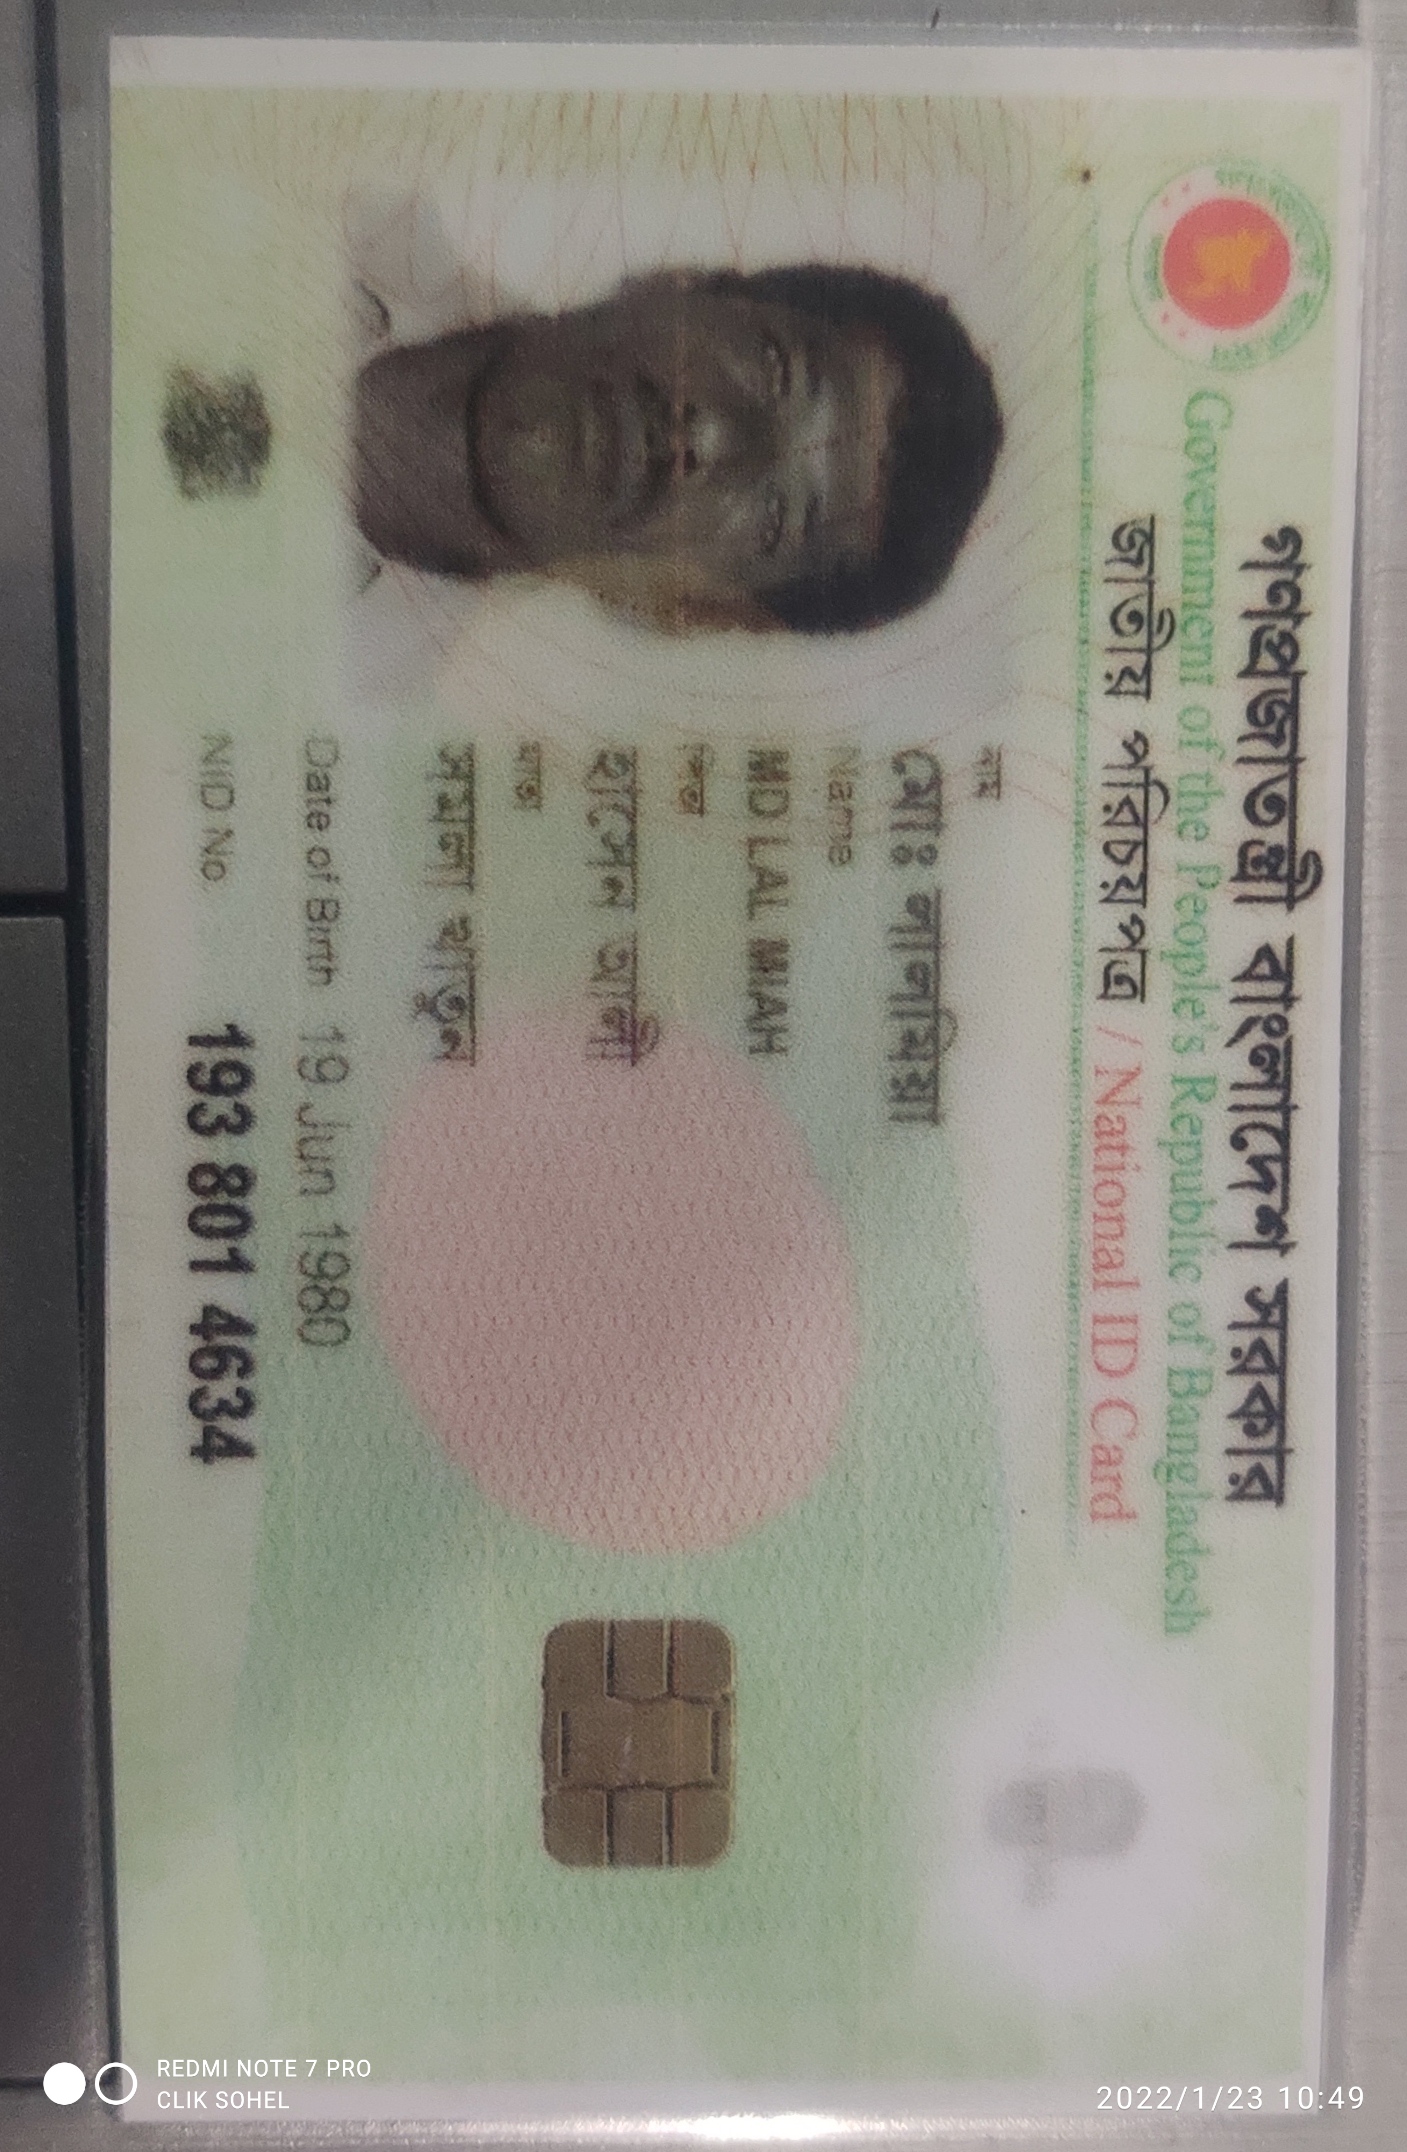 গণপ্রজাতন্ত্রী বাংলাদেশ সরকার
Government of the People's Republic of Bangladesh
জাতীয় পরিচয়পত্র / National ID Card
নাম
মোঃ লালমিয়া
Name
MD LAL MIAH
পিতা
হাসেন আলী
মাতা
সমলা খাতুন
Date of Birth 19 Jun 1980
NID No. 193 801 4634
REDMI NOTE 7 PRO
CLIK SOHEL
2022/1/23 10:49